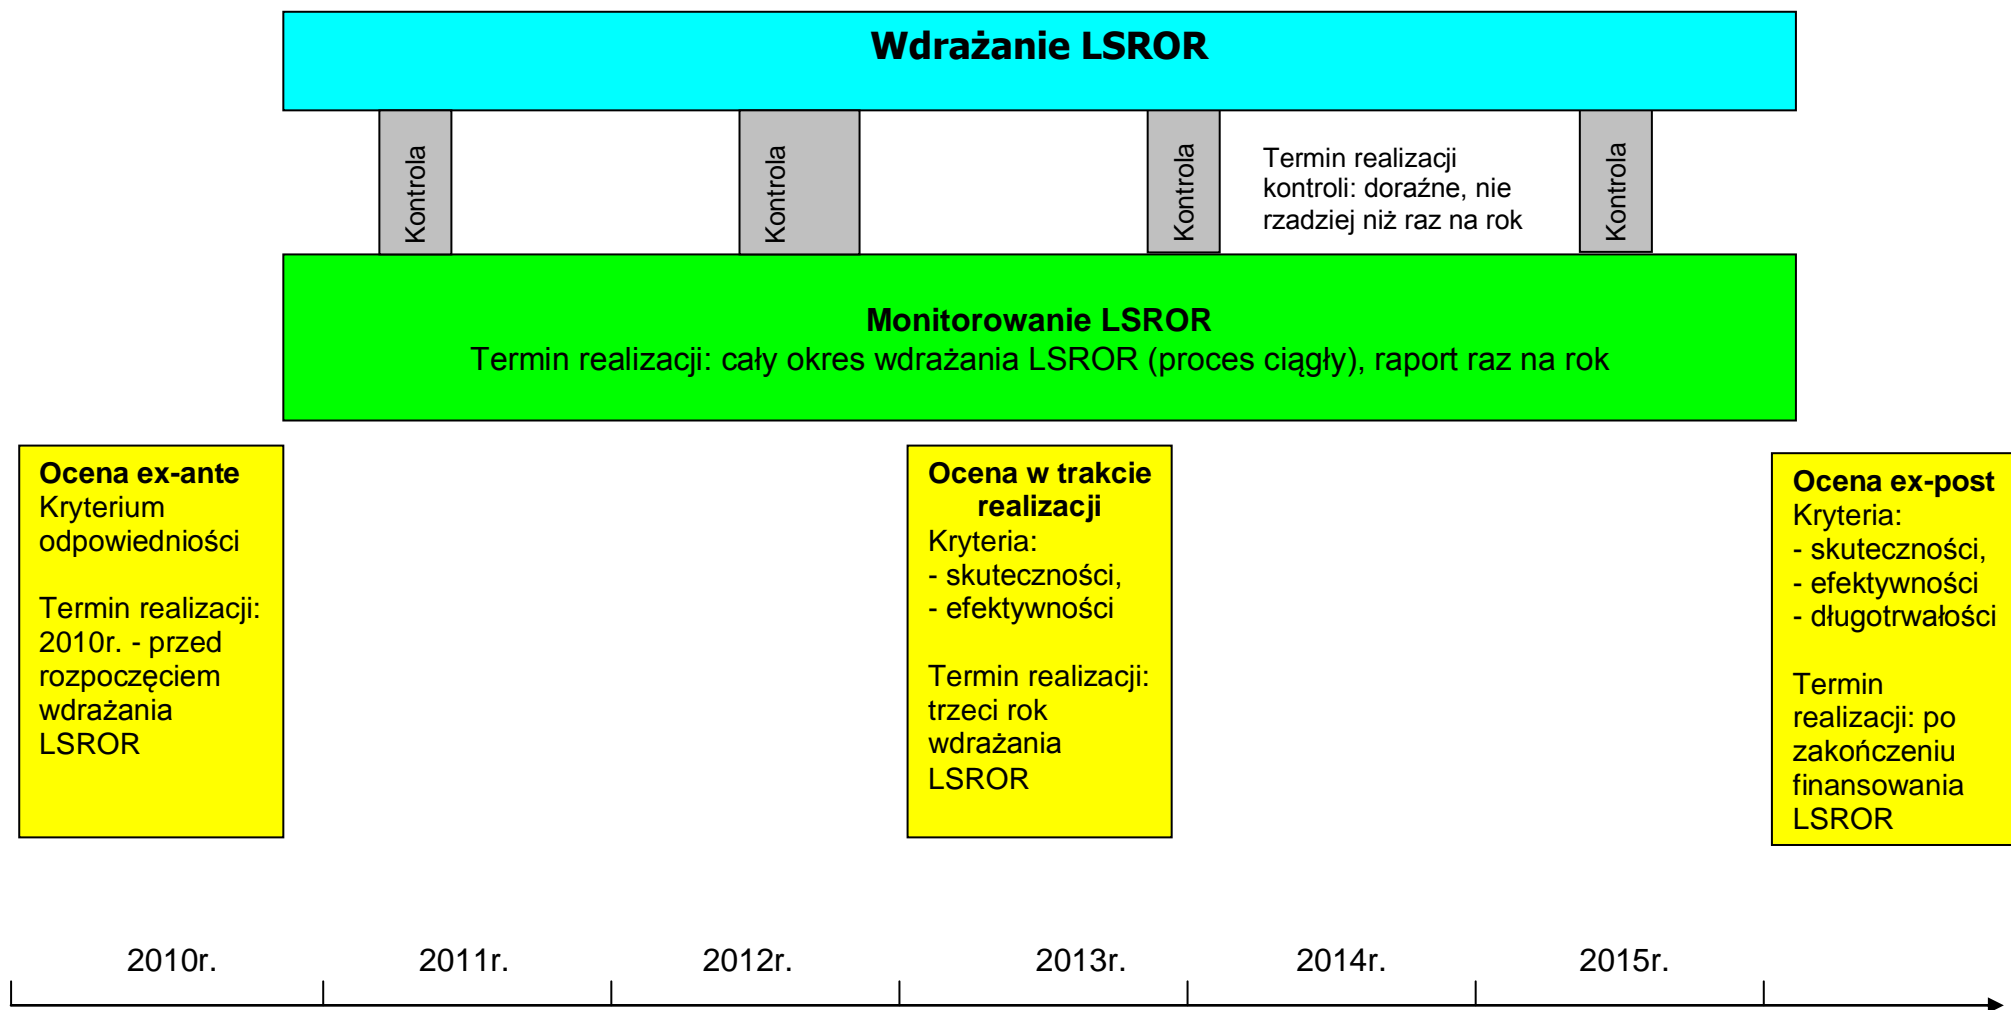 Wdrażanie LSROR
Kontrola
Kontrola
Kontrola
Termin realizacji
kontroli: doraźne, nie
rzadziej niż raz na rok
Kontrola
Monitorowanie LSROR
Termin realizacji: cały okres wdrażania LSROR (proces ciągły), raport raz na rok
Ocena ex-ante
Kryterium
odpowiedniości
Termin realizacji:
2010r. - przed
rozpoczęciem
wdrażania
LSROR
Ocena w trakcie
realizacji
Kryteria:
- skuteczności,
- efektywności
Termin realizacji:
trzeci rok
wdrażania
LSROR
Ocena ex-post
Kryteria:
- skuteczności,
- efektywności
- długotrwałości
Termin
realizacji: po
zakończeniu
finansowania
LSROR
2010r.
2011r.
2012r.
2013r.
2014r.
2015r.